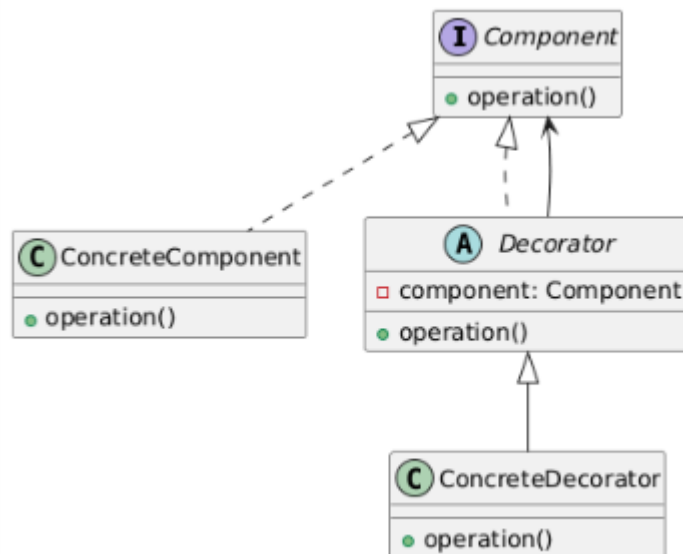 I Component
operation()
C ConcreteComponent
operation()
A Decorator
component: Component
operation()
C ConcreteDecorator
operation()